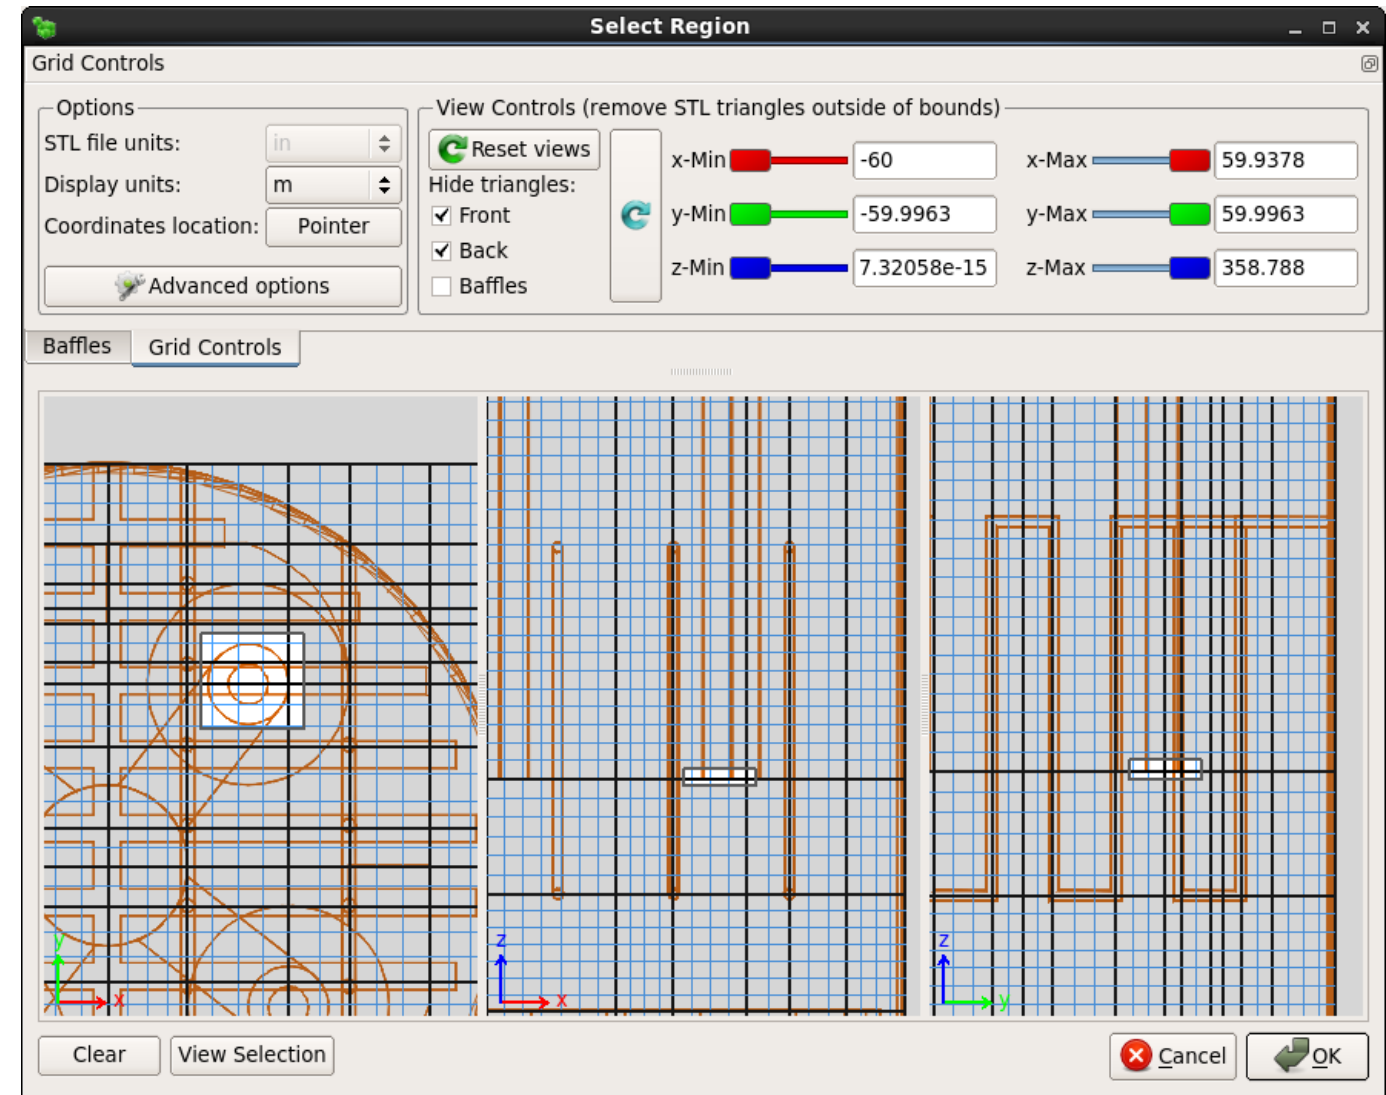 Select Region
Grid Controls
Options
STL file units: in
Display units: m
Coordinates location: Pointer
Advanced options
View Controls (remove STL triangles outside of bounds)
Reset views
Hide triangles:
Front
Back
Baffles
x-Min -60 x-Max 59.9378
y-Min -59.9963 y-Max 59.9963
z-Min 7.32058e-15 z-Max 358.788
Baffles Grid Controls
y x
z x
z y
Clear View Selection Cancel OK